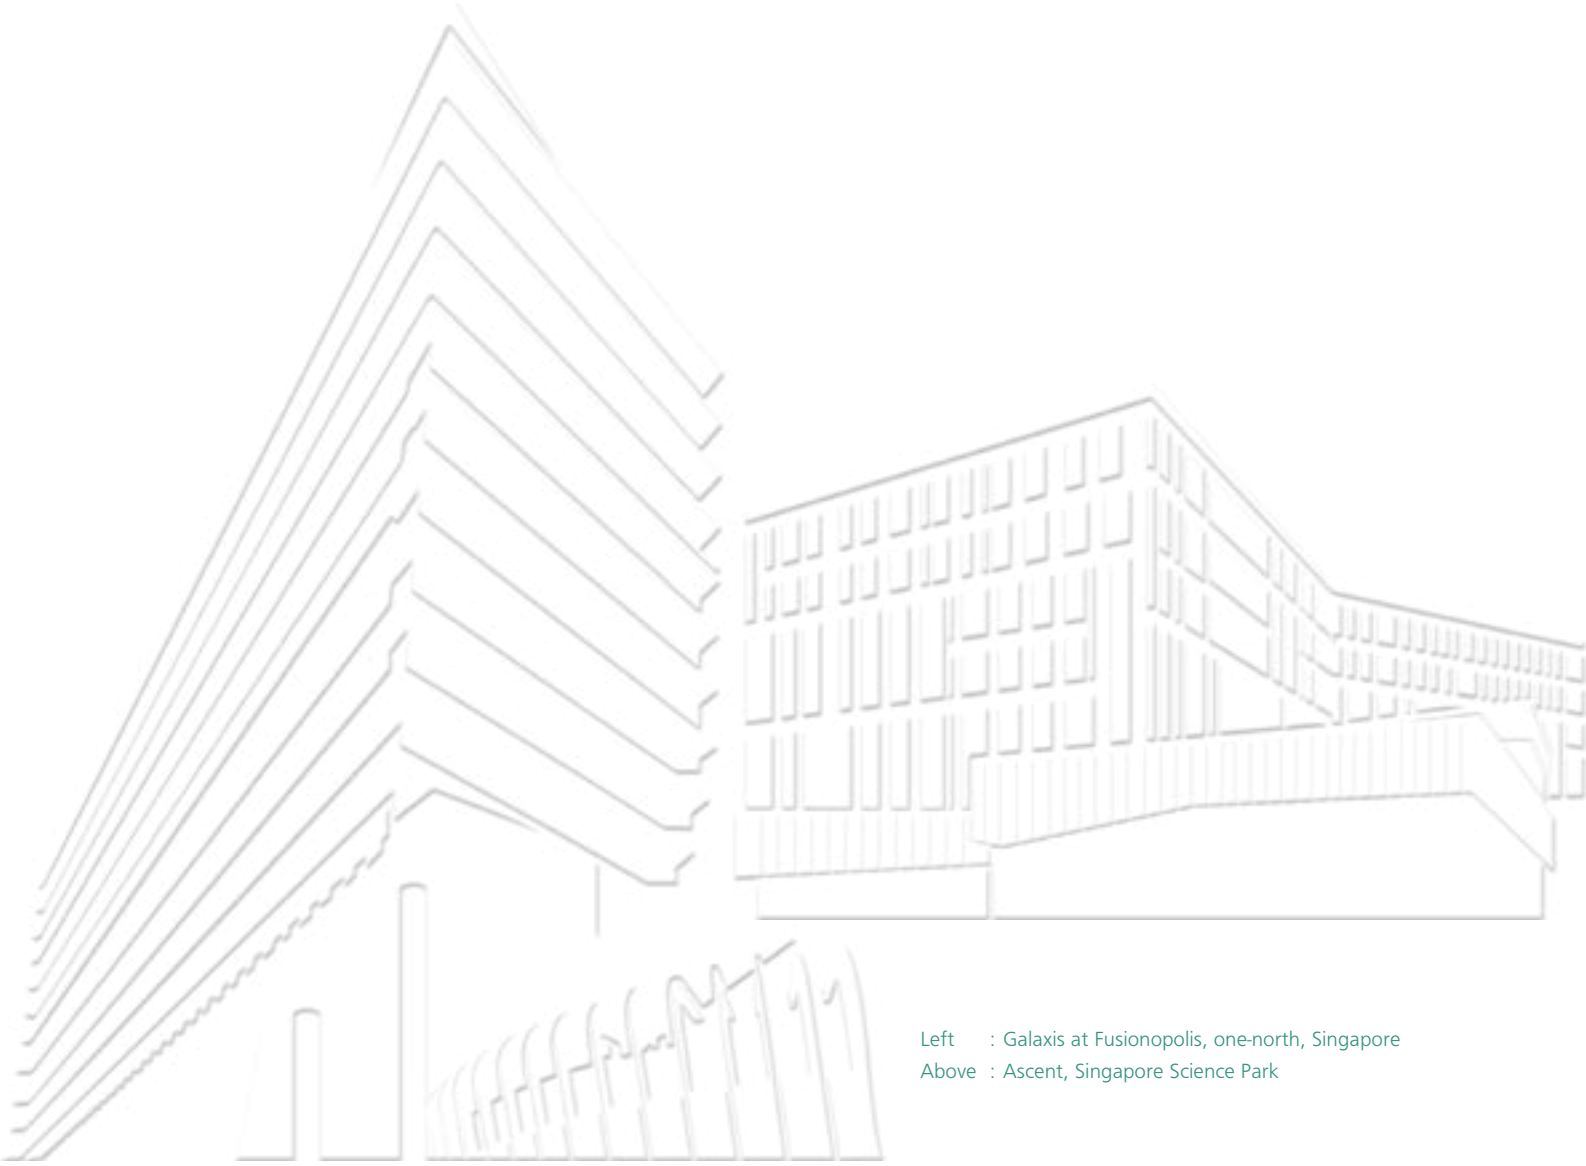 Left : Galaxis at Fusionopolis, one-north, Singapore
Above : Ascent, Singapore Science Park